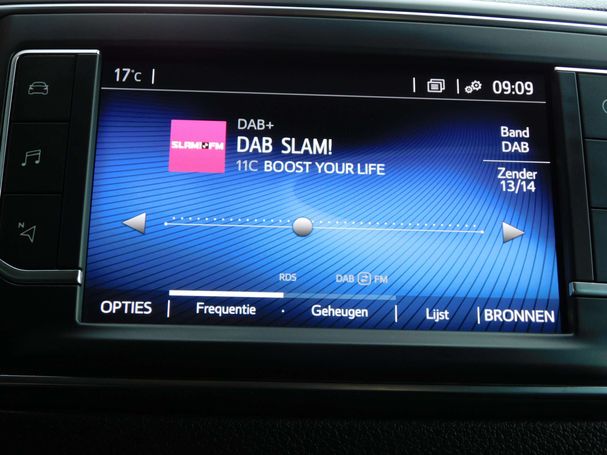 17°C
09:09
DAB+
DAB SLAM!
11C BOOST YOUR LIFE
SLAM!FM
Band
DAB
Zender
13/14
N
RDS
DAB FM
OPTIES
Frequentie
Geheugen
Lijst
BRONNEN